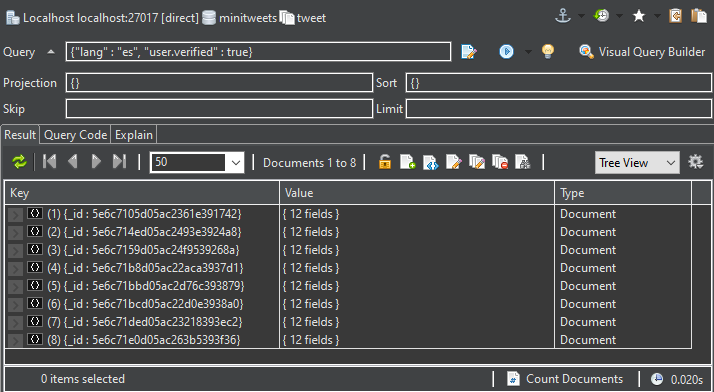 Localhost localhost:27017 [direct] minitweets tweet
Query {"lang" : "es", "user.verified" : true} Visual Query Builder
Projection {} Sort {}
Skip Limit
Result Query Code Explain
50 Documents 1 to 8 Tree View
Key Value Type
(1) {_id : 5e6c7105d05ac2361e391742} { 12 fields } Document
(2) {_id : 5e6c714ed05ac2493e3924a8} { 12 fields } Document
(3) {_id : 5e6c7159d05ac24f9539268a} { 12 fields } Document
(4) {_id : 5e6c71b8d05ac22aca3937d1} { 12 fields } Document
(5) {_id : 5e6c71bbd05ac2d76c393879} { 12 fields } Document
(6) {_id : 5e6c71bcd05ac22d0e3938a0} { 12 fields } Document
(7) {_id : 5e6c71ded05ac23218393ec2} { 12 fields } Document
(8) {_id : 5e6c71e0d05ac263b5393f36} { 12 fields } Document
0 items selected Count Documents 0.020s